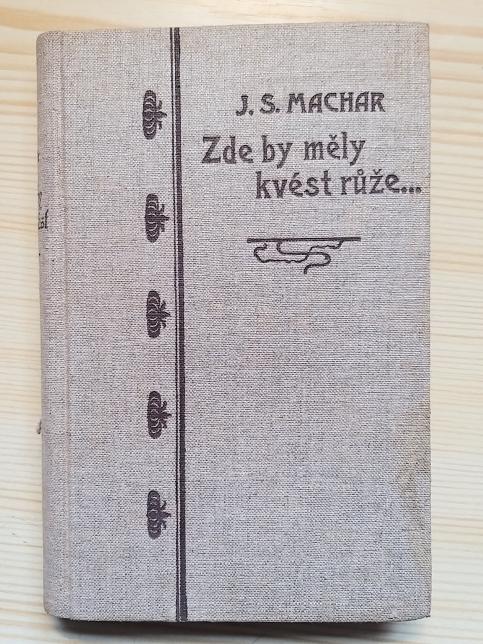 J. S. MACHAR
Zde by měly
kvést růže...